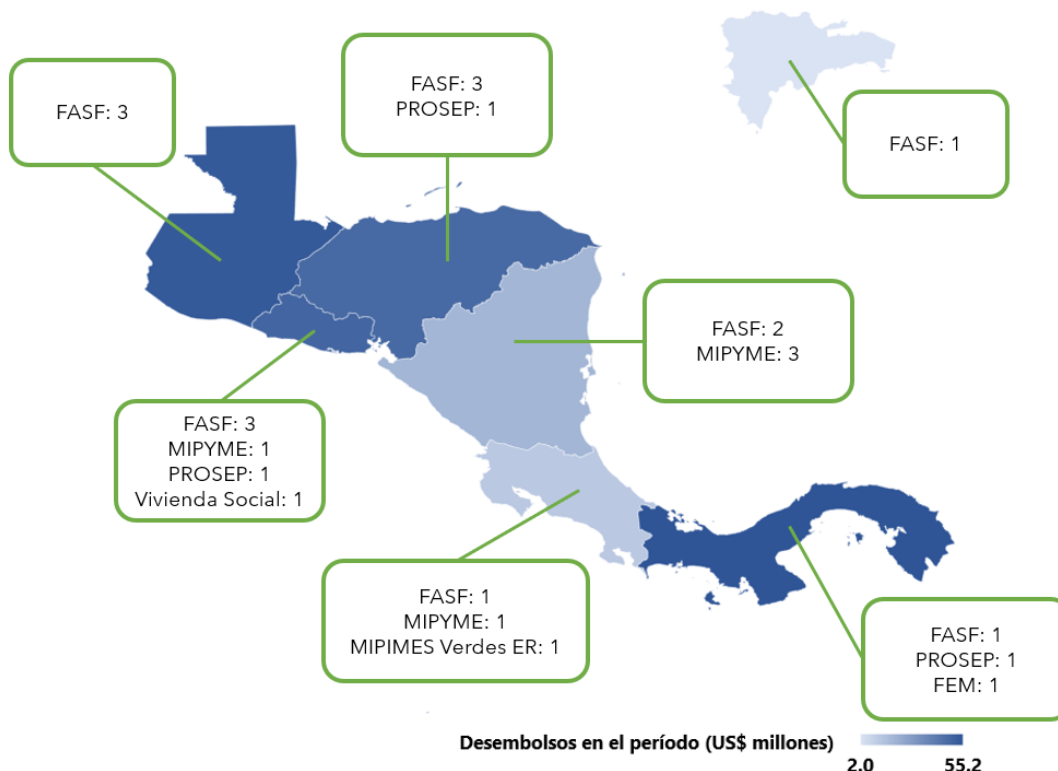 FASF: 3
FASF: 3
PROSEP: 1
FASF: 1
FASF: 2
MIPYME: 3
FASF: 3
MIPYME: 1
PROSEP: 1
Vivienda Social: 1
FASF: 1
MIPYME: 1
MIPIMES Verdes ER: 1
FASF: 1
PROSEP: 1
FEM: 1
Desembolsos en el período (US$ millones)
2.0 55.2